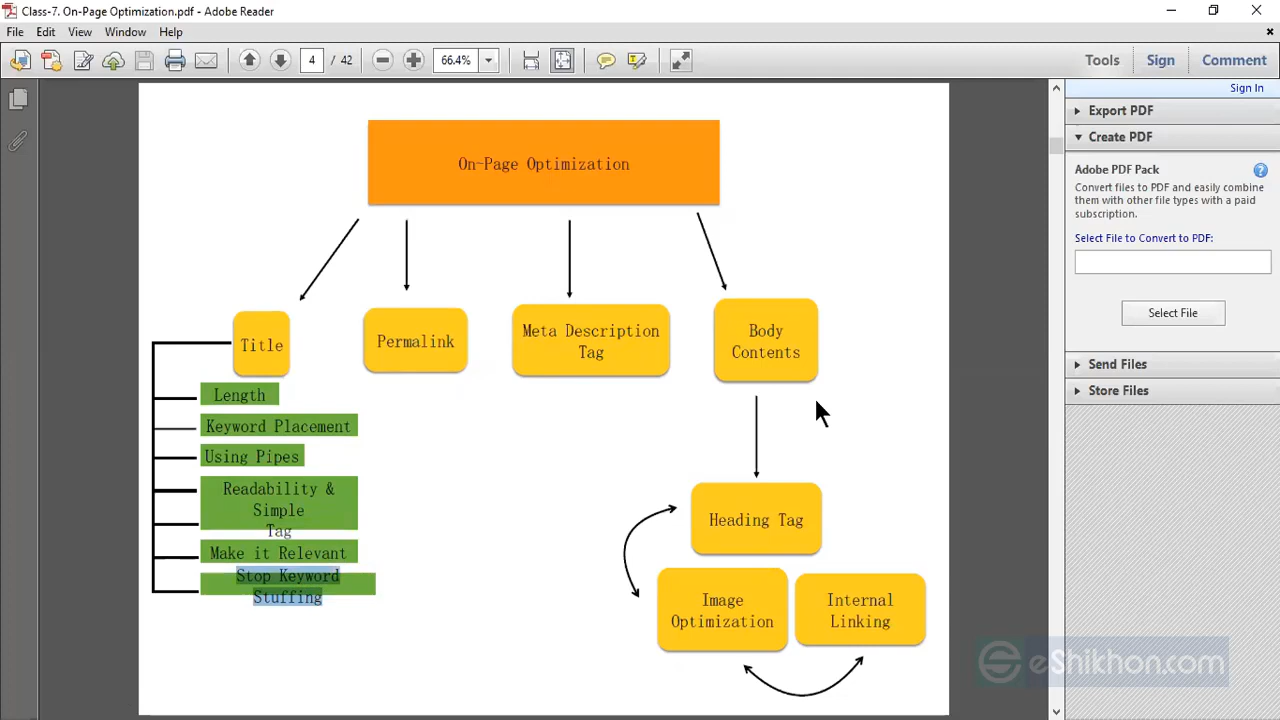 Class-7. On-Page Optimization.pdf - Adobe Reader
File Edit View Window Help
4 / 42 66.4% Tools Sign Comment
Sign In
Export PDF
Create PDF
Adobe PDF Pack
Convert files to PDF and easily combine
them with other file types with a paid
subscription.
Select File to Convert to PDF:
Select File
Send Files
Store Files
On-Page Optimization
Title
Permalink
Meta Description
Tag
Body
Contents
Length
Keyword Placement
Using Pipes
Readability &
Simple
Tag
Make it Relevant
Stop Keyword
Stuffing
Heading Tag
Image
Optimization
Internal
Linking
eShikhon.com